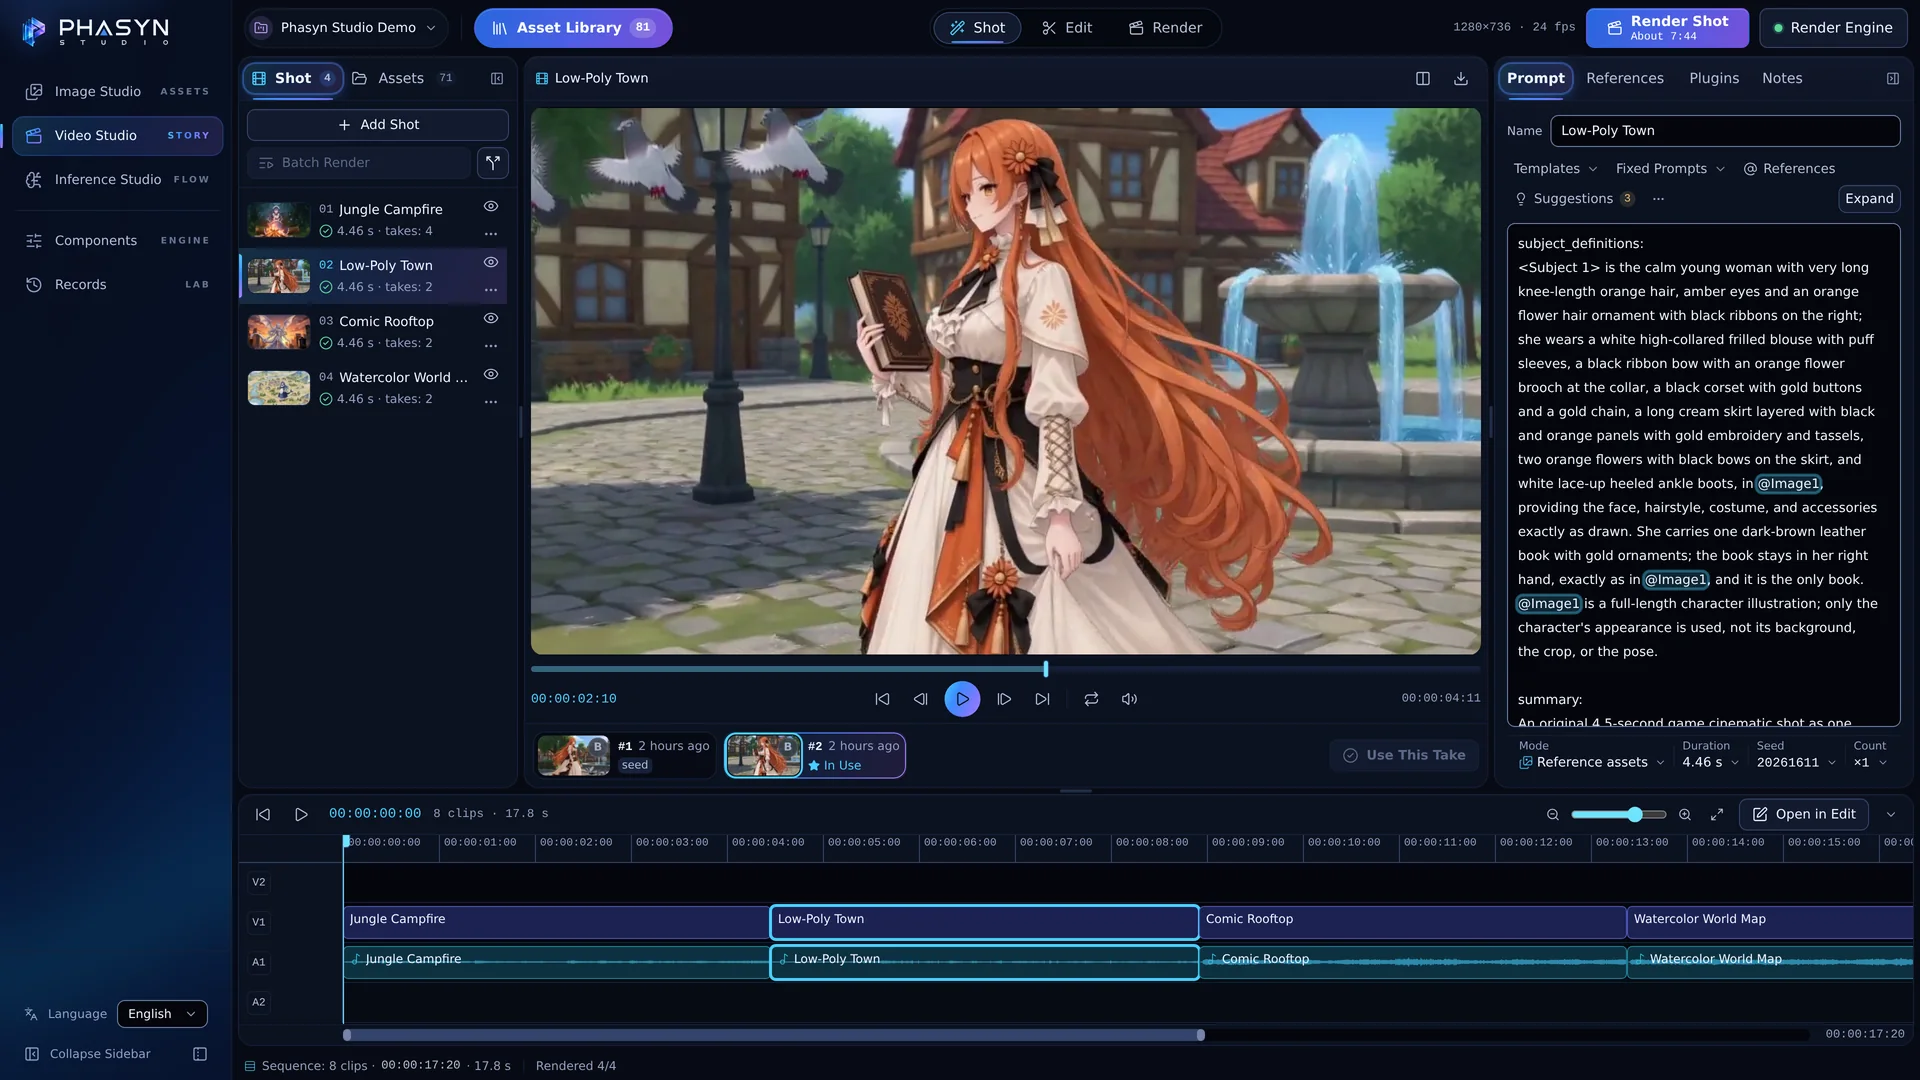 PHASYN
STUDIO
Phasyn Studio Demo
Asset Library 81
Shot
Edit
Render
1280×736 · 24 fps
Render Shot
About 7:44
Render Engine
Image Studio ASSETS
Video Studio STORY
Inference Studio FLOW
Components ENGINE
Records LAB
Language English
Collapse Sidebar
Shot 4
Assets 71
Add Shot
Batch Render
01 Jungle Campfire
4.46 s · takes: 4
02 Low-Poly Town
4.46 s · takes: 2
03 Comic Rooftop
4.46 s · takes: 2
04 Watercolor World ...
4.46 s · takes: 2
Low-Poly Town
00:00:02:10
00:00:04:11
B #1 2 hours ago
seed
B #2 2 hours ago
In Use
Use This Take
Prompt References Plugins Notes
Name Low-Poly Town
Templates Fixed Prompts References
Suggestions 3 ... Expand
subject_definitions:
<Subject 1> is the calm young woman with very long
knee-length orange hair, amber eyes and an orange
flower hair ornament with black ribbons on the right;
she wears a white high-collared frilled blouse with puff
sleeves, a black ribbon bow with an orange flower
brooch at the collar, a black corset with gold buttons
and a gold chain, a long cream skirt layered with black
and orange panels with gold embroidery and tassels,
two orange flowers with black bows on the skirt, and
white lace-up heeled ankle boots, in @Image1,
providing the face, hairstyle, costume, and accessories
exactly as drawn. She carries one dark-brown leather
book with gold ornaments; the book stays in her right
hand, exactly as in @Image1, and it is the only book.
@Image1 is a full-length character illustration; only the
character's appearance is used, not its background,
the crop, or the pose.
summary:
An original 4.5-second game cinematic shot as one
Mode Duration Seed Count
Reference assets 4.46 s 20261611 ×1
00:00:00:00 8 clips · 17.8 s
Open in Edit
00:00:00:00 00:00:01:00 00:00:02:00 00:00:03:00 00:00:04:00 00:00:05:00 00:00:06:00 00:00:07:00 00:00:08:00 00:00:09:00 00:00:10:00 00:00:11:00 00:00:12:00 00:00:13:00 00:00:14:00 00:00:15:00
V2
V1 Jungle Campfire Low-Poly Town Comic Rooftop Watercolor World Map
A1 Jungle Campfire Low-Poly Town Comic Rooftop Watercolor World Map
A2
00:00:17:20
Sequence: 8 clips · 00:00:17:20 · 17.8 s Rendered 4/4